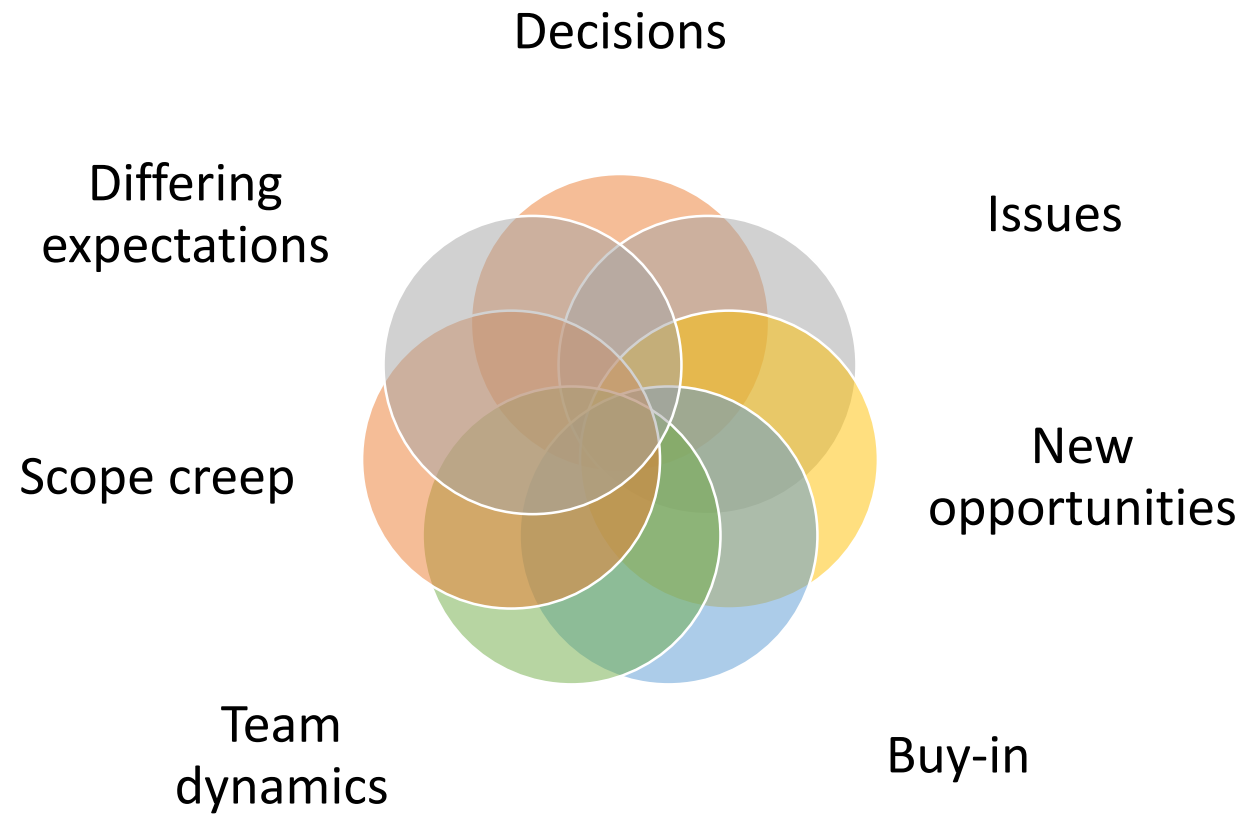 Decisions
Differing
expectations
Issues
New
opportunities
Scope creep
Team
dynamics
Buy-in